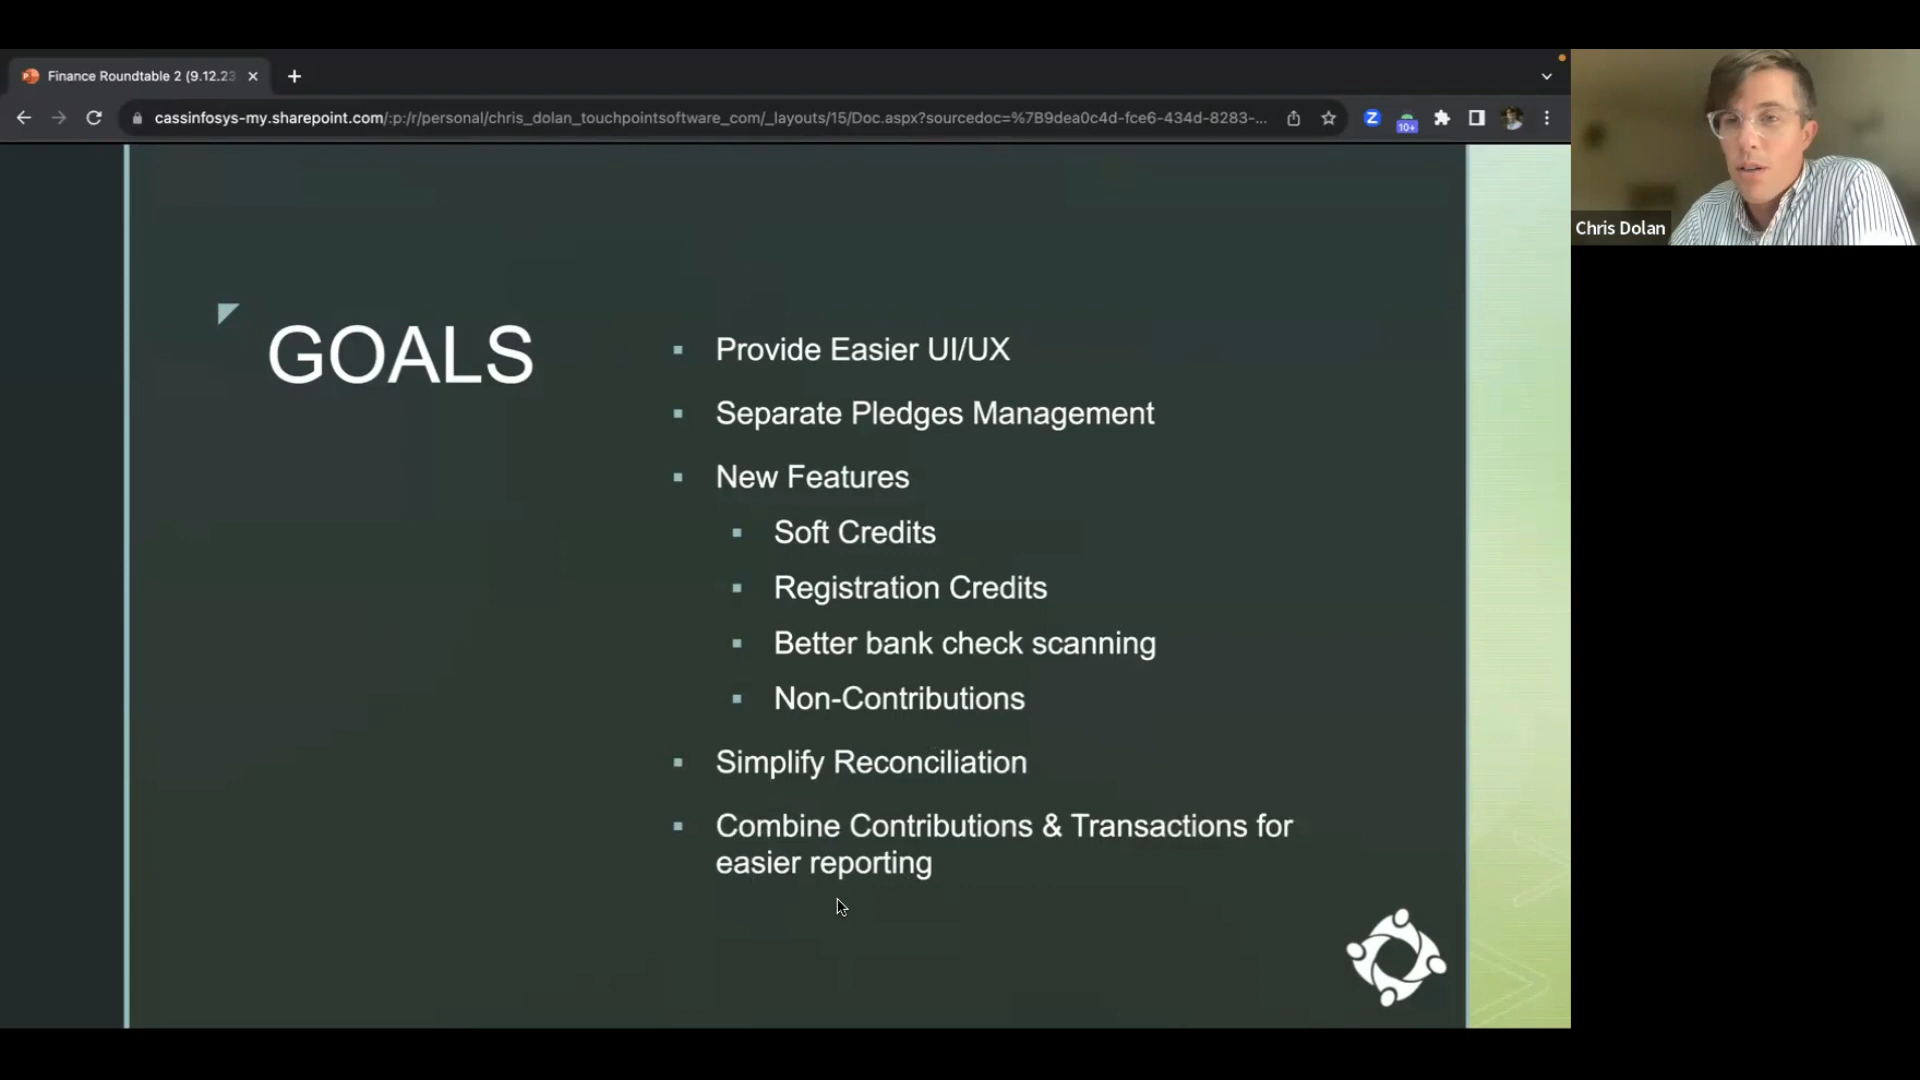 Finance Roundtable 2 (9.12.23
cassinfosys-my.sharepoint.com/:p:/r/personal/chris_dolan_touchpointsoftware_com/_layouts/15/Doc.aspx?sourcedoc=%7B9dea0c4d-fce6-434d-8283-...
Z
10+
Chris Dolan
GOALS
Provide Easier UI/UX
Separate Pledges Management
New Features
Soft Credits
Registration Credits
Better bank check scanning
Non-Contributions
Simplify Reconciliation
Combine Contributions & Transactions for
easier reporting